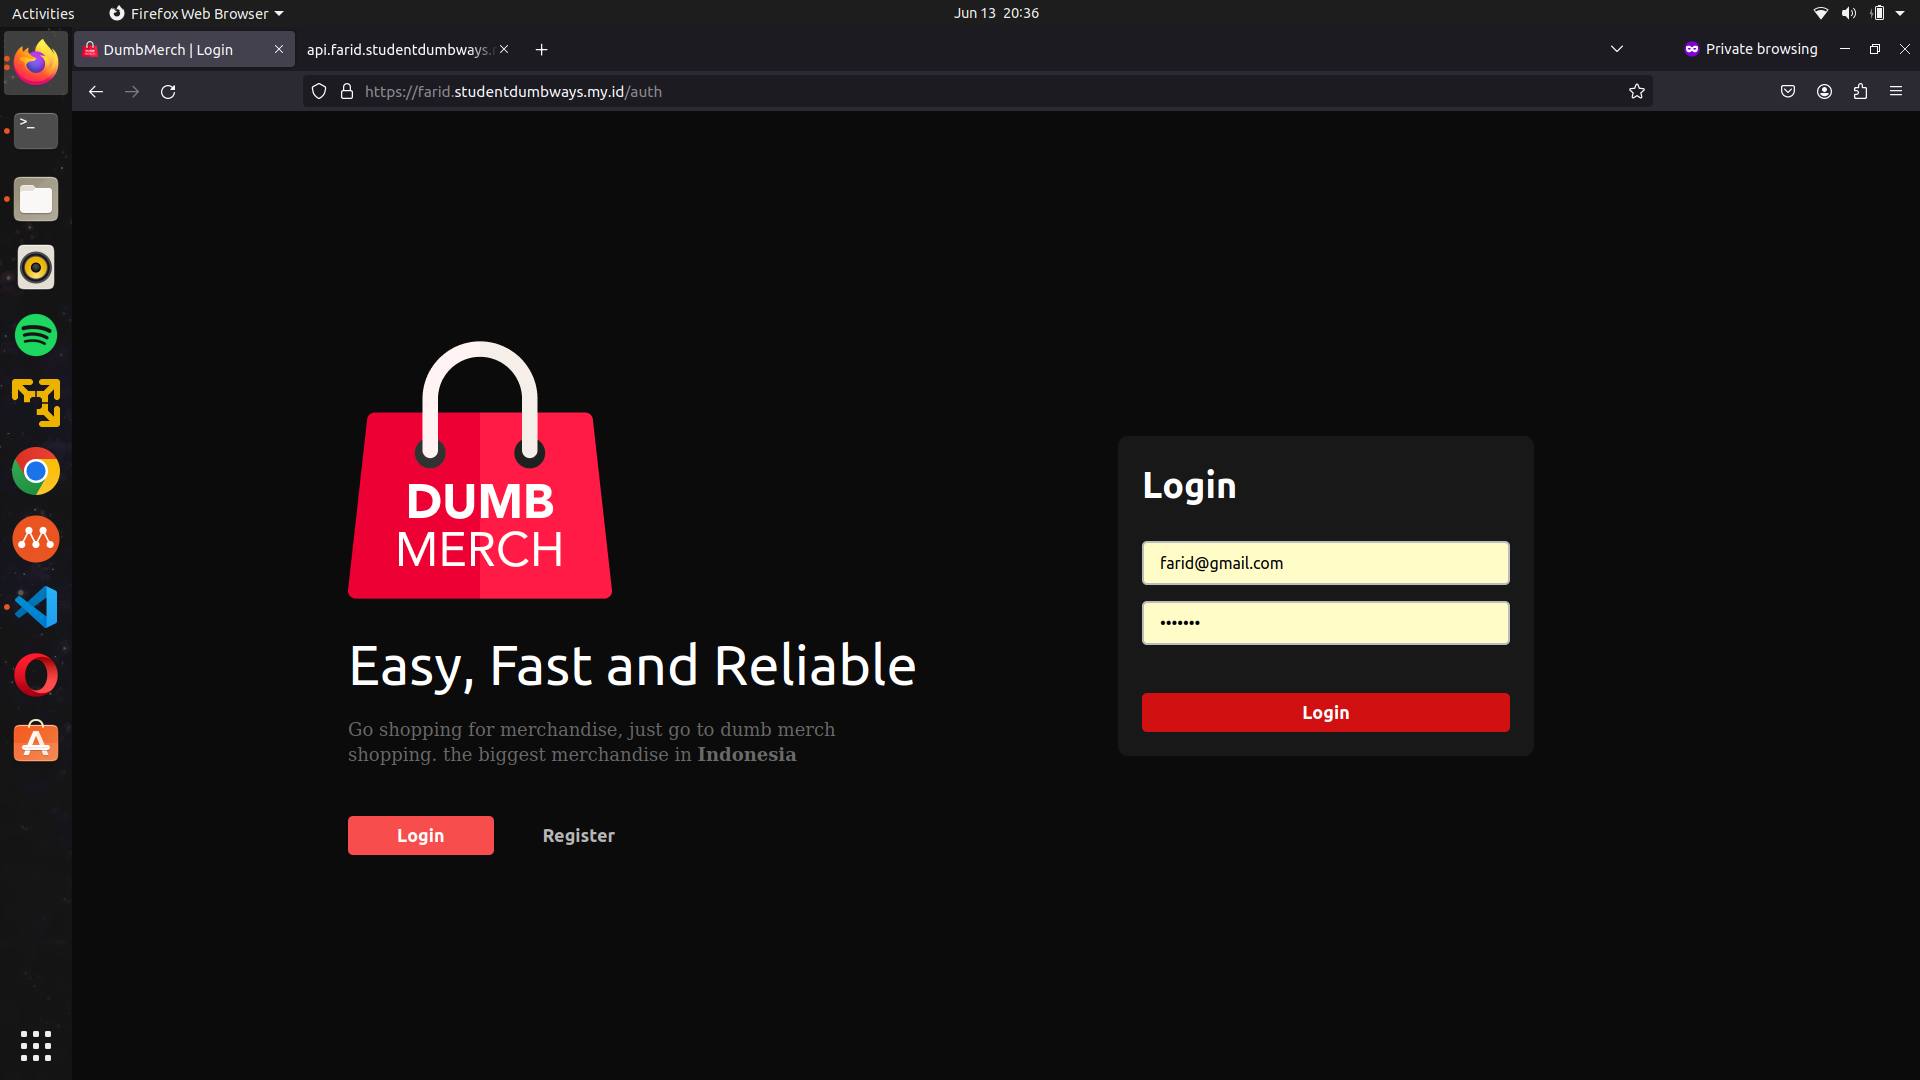 Activities
Firefox Web Browser
Jun 13 20:36
DumbMerch | Login
api.farid.studentdumbways.
Private browsing
https://farid.studentdumbways.my.id/auth
>_
DUMB
MERCH
Easy, Fast and Reliable
Go shopping for merchandise, just go to dumb merch
shopping. the biggest merchandise in Indonesia
Login
Register
Login
farid@gmail.com
•••••••
Login